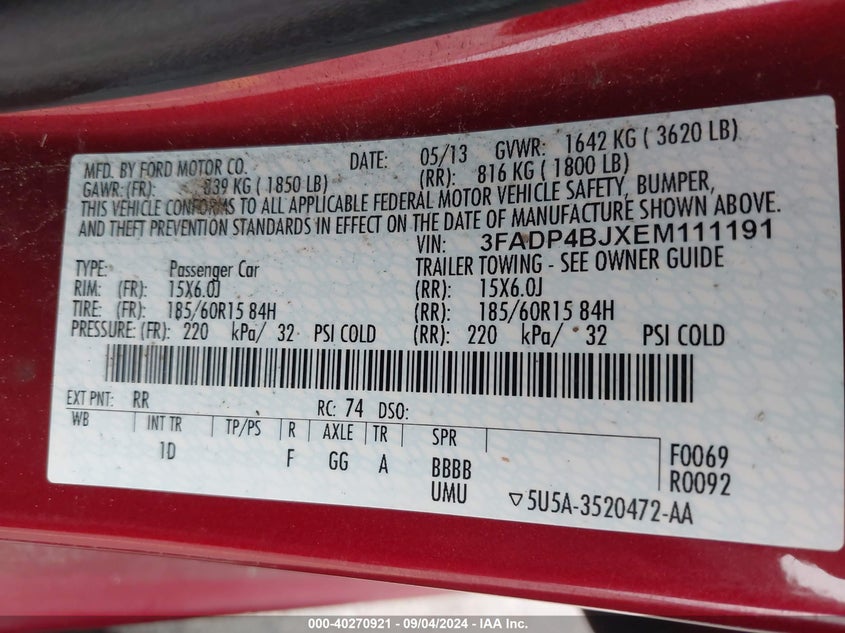 MFD. BY FORD MOTOR CO. DATE: 05/13 GVWR: 1642 KG ( 3620 LB)
GAWR: (FR): 839 KG ( 1850 LB) (RR): 816 KG ( 1800 LB)
THIS VEHICLE CONFORMS TO ALL APPLICABLE FEDERAL MOTOR VEHICLE SAFETY, BUMPER,
AND THEFT PREVENTION STANDARDS IN EFFECT ON THE DATE OF MANUFACTURE SHOWN ABOVE.
VIN: 3FADP4BJXEM111191
TYPE: Passenger Car TRAILER TOWING - SEE OWNER GUIDE
RIM: (FR): 15X6.0J (RR): 15X6.0J
TIRE: (FR): 185/60R15 84H (RR): 185/60R15 84H
PRESSURE: (FR): 220 kPa/ 32 PSI COLD (RR): 220 kPa/ 32 PSI COLD
EXT PNT: RR RC: 74 DSO:
WB INT TR TP/PS R AXLE TR SPR
1D F GG A BBBB F0069
UMU R0092
▽5U5A-3520472-AA
000-40270921 - 09/04/2024 - IAA Inc.